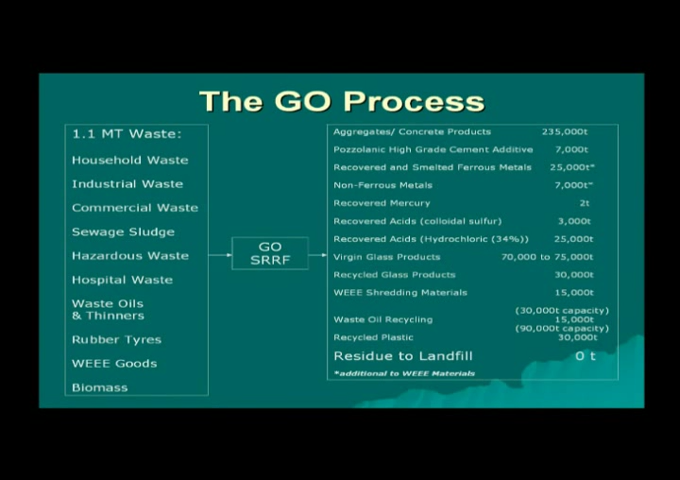 The GO Process
1.1 MT Waste:
Household Waste
Industrial Waste
Commercial Waste
Sewage Sludge
Hazardous Waste
Hospital Waste
Waste Oils
& Thinners
Rubber Tyres
WEEE Goods
Biomass
GO
SRRF
Aggregates/ Concrete Products 235,000t
Pozzolanic High Grade Cement Additive 7,000t
Recovered and Smelted Ferrous Metals 25,000t*
Non-Ferrous Metals 7,000t*
Recovered Mercury 2t
Recovered Acids (colloidal sulfur) 3,000t
Recovered Acids (Hydrochloric (34%)) 25,000t
Virgin Glass Products 70,000 to 75,000t
Recycled Glass Products 30,000t
WEEE Shredding Materials 15,000t
(30,000t capacity)
Waste Oil Recycling 15,000t
(90,000t capacity)
Recycled Plastic 30,000t
Residue to Landfill 0 t
*additional to WEEE Materials